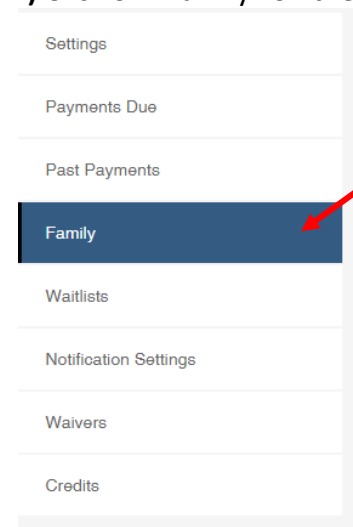 Settings
Payments Due
Past Payments
Family
Waitlists
Notification Settings
Waivers
Credits